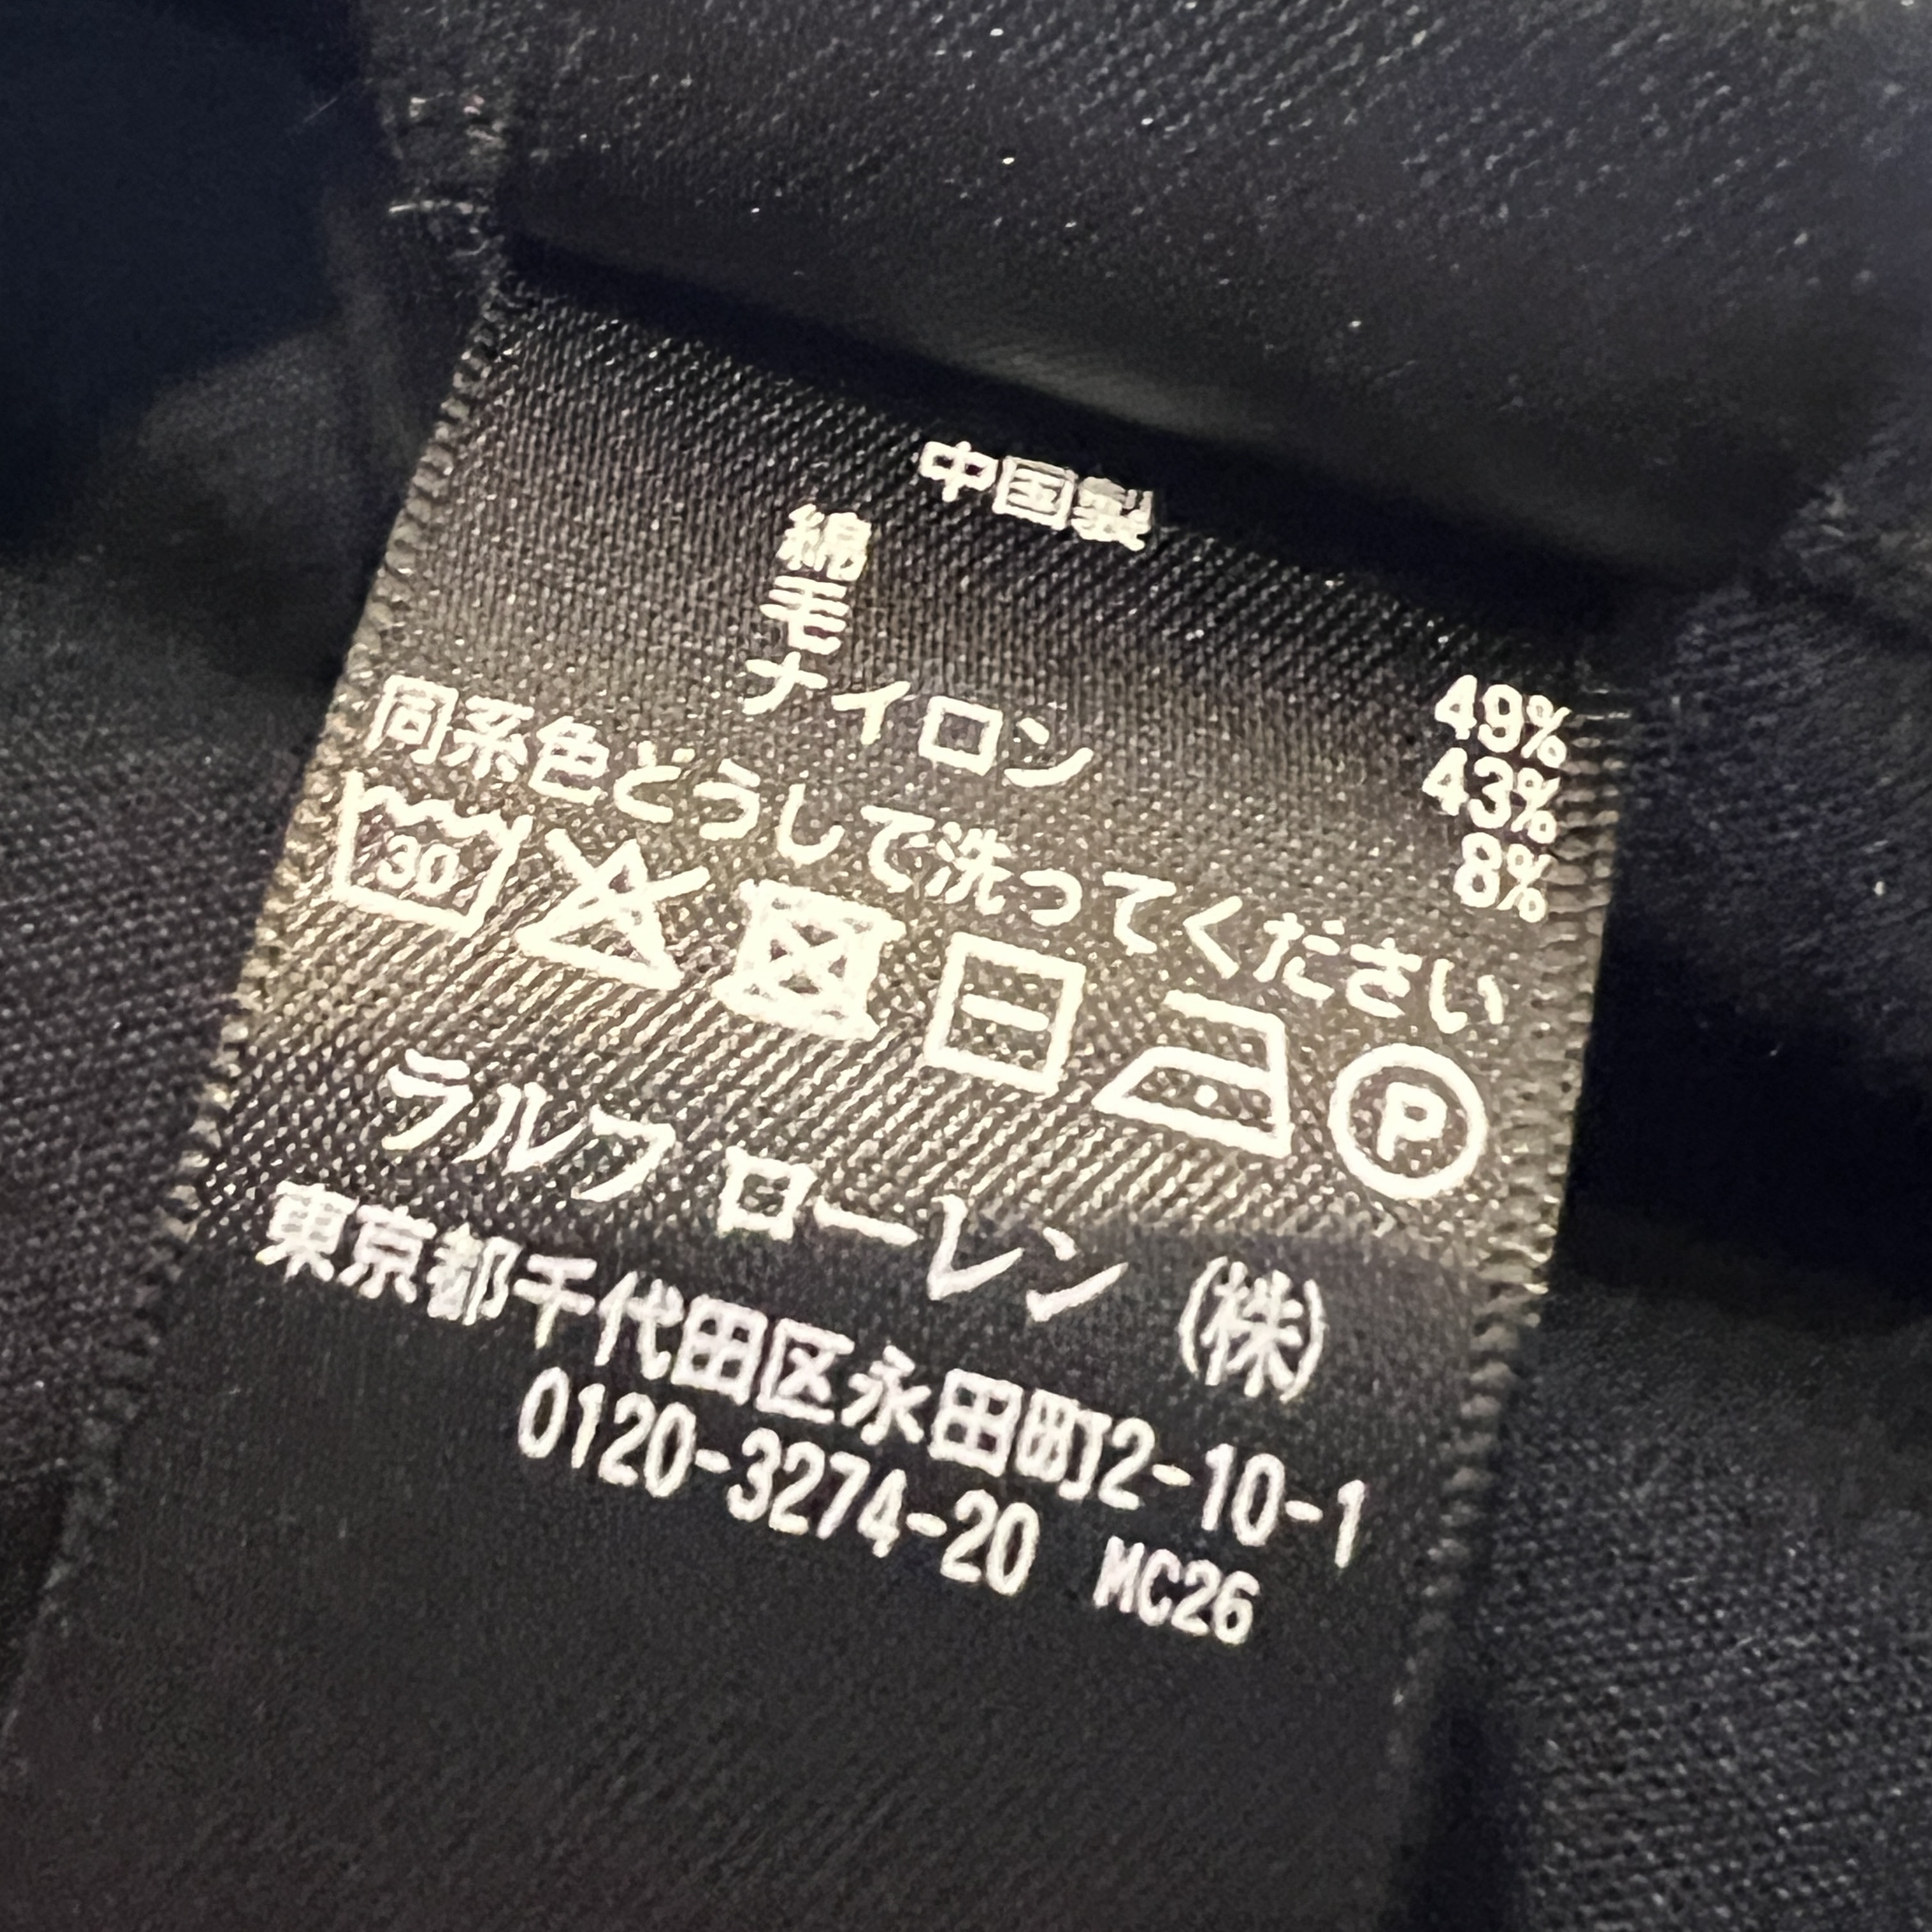 中国製
綿 49%
毛 43%
ナイロン 8%
同系色どうしで洗ってください
30
P
ラルフ ローレン (株)
東京都千代田区永田町2-10-1
0120-3274-20 MC26